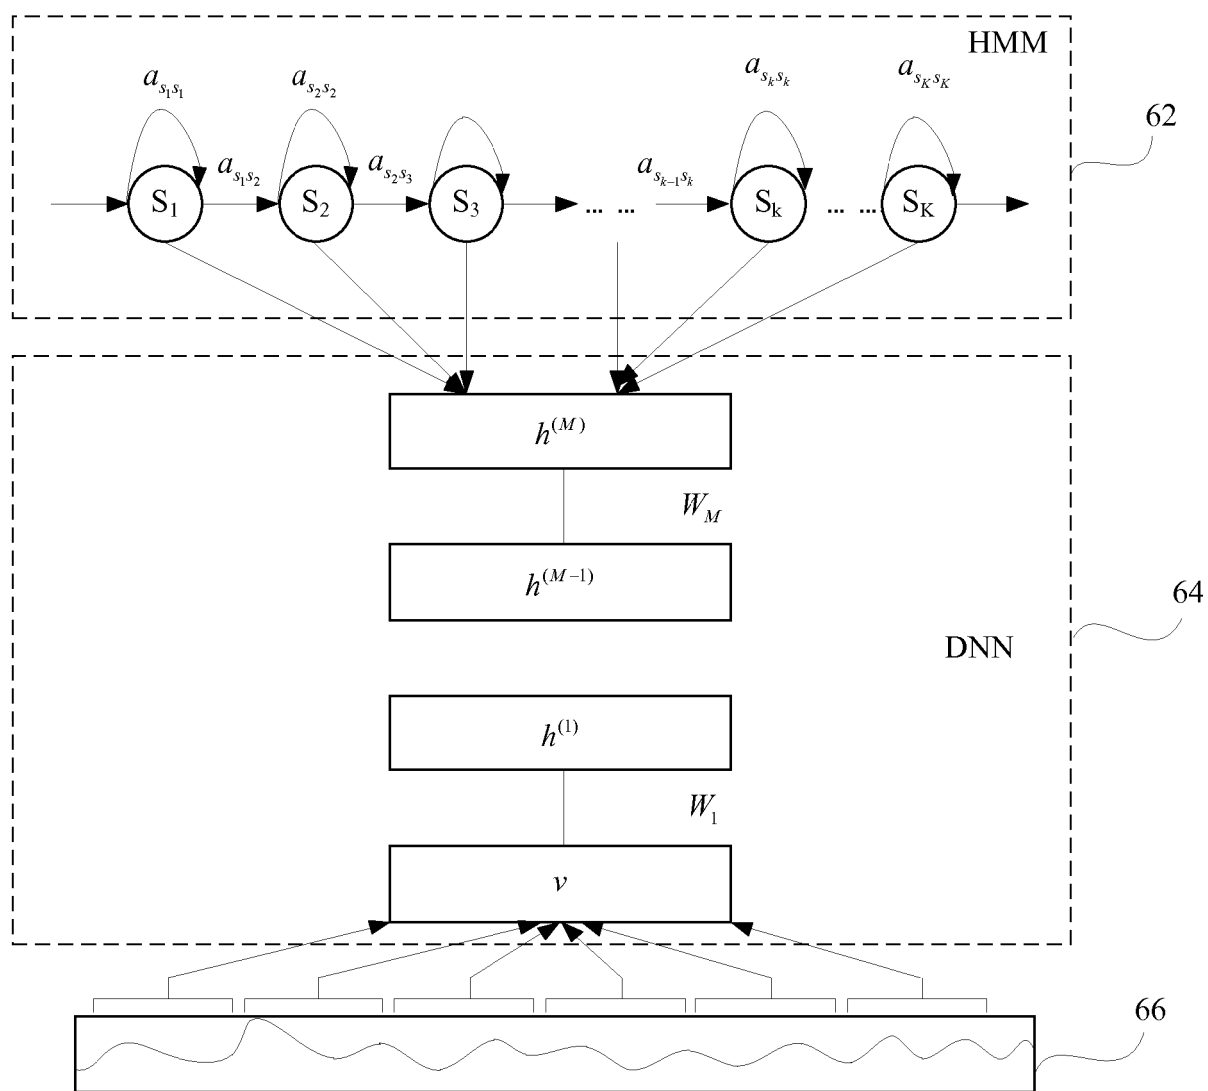 HMM
a_{s_1 s_1} a_{s_2 s_2} a_{s_k s_k} a_{s_K s_K}
62
a_{s_1 s_2} a_{s_2 s_3} a_{s_{k-1} s_k}
S_1 S_2 S_3 ... ... S_k ... ... S_K
h^{(M)}
W_M
h^{(M-1)}
64
DNN
h^{(1)}
W_1
v
66